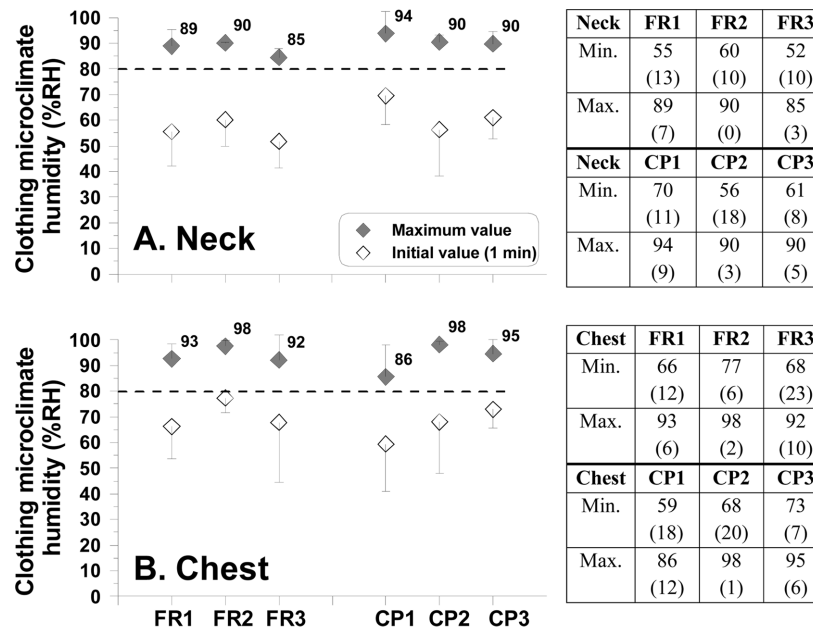 Clothing microclimate
humidity (%RH)
100
90
80
70
60
50
40
30
20
10
0
89
90
85
94
90
90
A. Neck
Maximum value
Initial value (1 min)
Neck FR1 FR2 FR3
Min. 55 60 52
(13) (10) (10)
Max. 89 90 85
(7) (0) (3)
Neck CP1 CP2 CP3
Min. 70 56 61
(11) (18) (8)
Max. 94 90 90
(9) (3) (5)
Clothing microclimate
humidity (%RH)
100
90
80
70
60
50
40
30
20
10
0
93
98
92
86
98
95
B. Chest
FR1 FR2 FR3 CP1 CP2 CP3
Chest FR1 FR2 FR3
Min. 66 77 68
(12) (6) (23)
Max. 93 98 92
(6) (2) (10)
Chest CP1 CP2 CP3
Min. 59 68 73
(18) (20) (7)
Max. 86 98 95
(12) (1) (6)